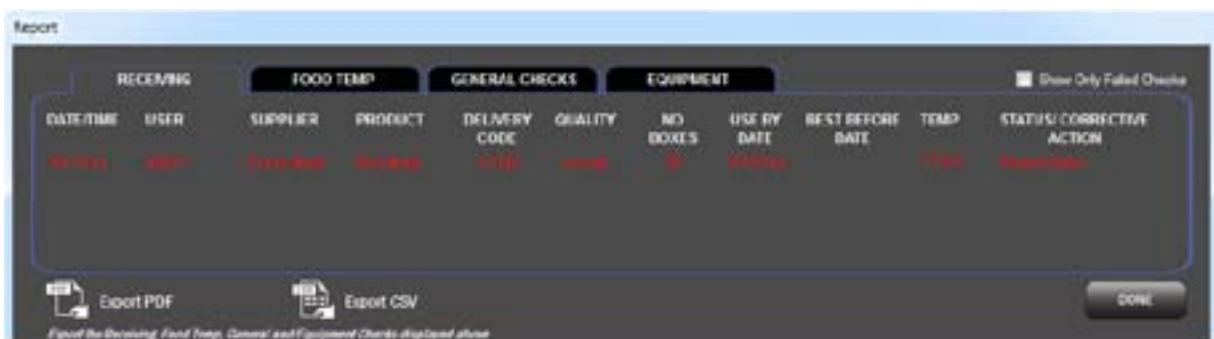 Report
RECEIVING FOOD TEMP GENERAL CHECKS EQUIPMENT Show Only Failed Checks
DATE/TIME USER SUPPLIER PRODUCT DELIVERY CODE QUALITY NO BOXES USE BY DATE BEST BEFORE DATE TEMP STATUS/ CORRECTIVE ACTION
Export PDF Export CSV DONE
Export the Receiving, Food Temp, General and Equipment Checks displayed above